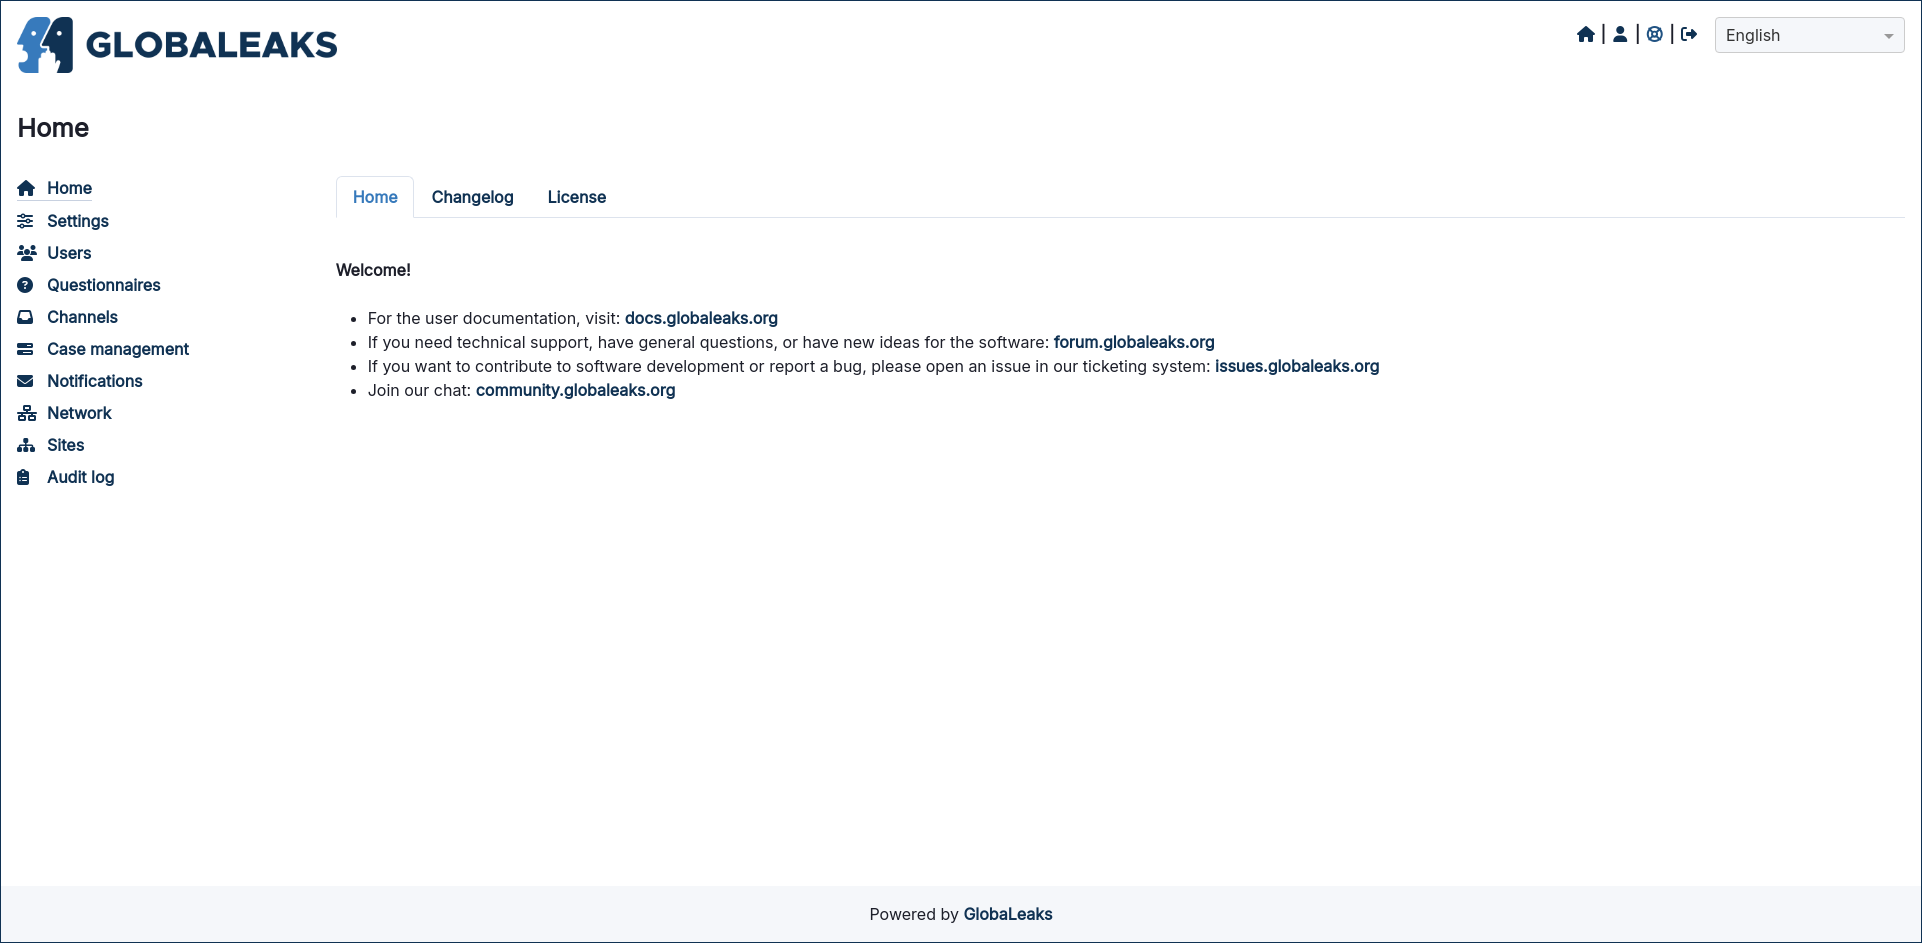 GLOBALEAKS
English
Home
Home
Settings
Users
Questionnaires
Channels
Case management
Notifications
Network
Sites
Audit log
Home Changelog License
Welcome!
• For the user documentation, visit: docs.globaleaks.org
• If you need technical support, have general questions, or have new ideas for the software: forum.globaleaks.org
• If you want to contribute to software development or report a bug, please open an issue in our ticketing system: issues.globaleaks.org
• Join our chat: community.globaleaks.org
Powered by GlobaLeaks